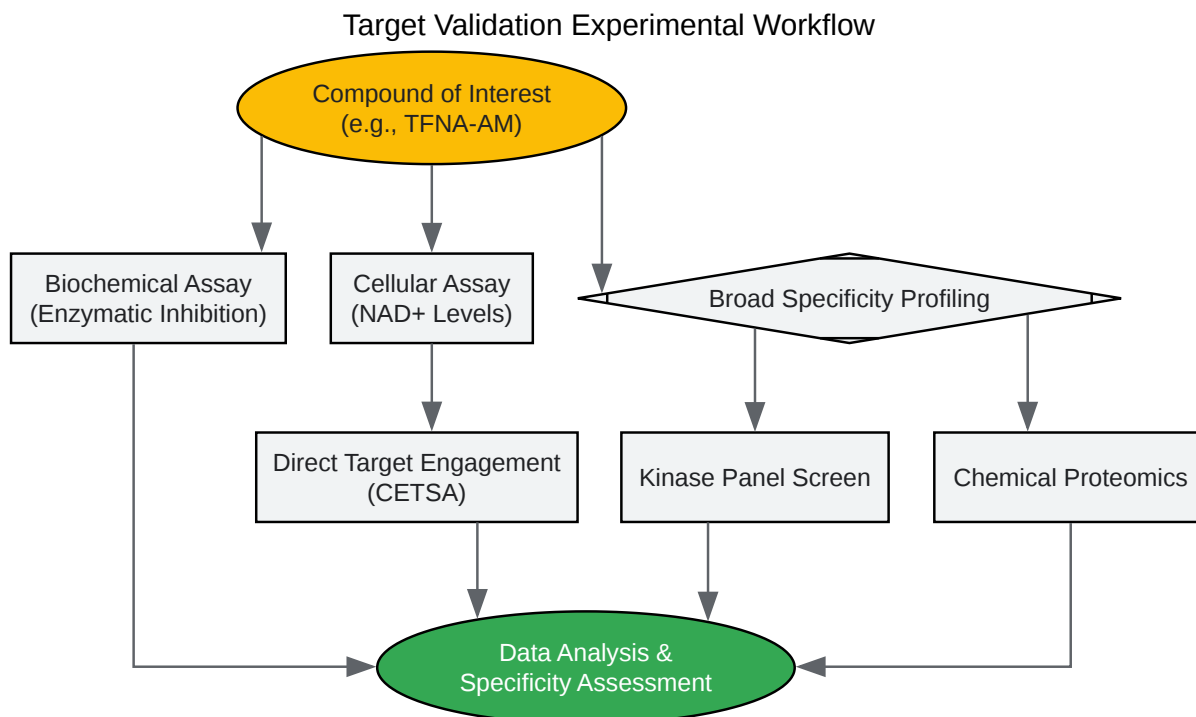 Target Validation Experimental Workflow
Compound of Interest
(e.g., TFNA-AM)
Biochemical Assay
(Enzymatic Inhibition)
Cellular Assay
(NAD+ Levels)
Broad Specificity Profiling
Direct Target Engagement
(CETSA)
Kinase Panel Screen
Chemical Proteomics
Data Analysis &
Specificity Assessment